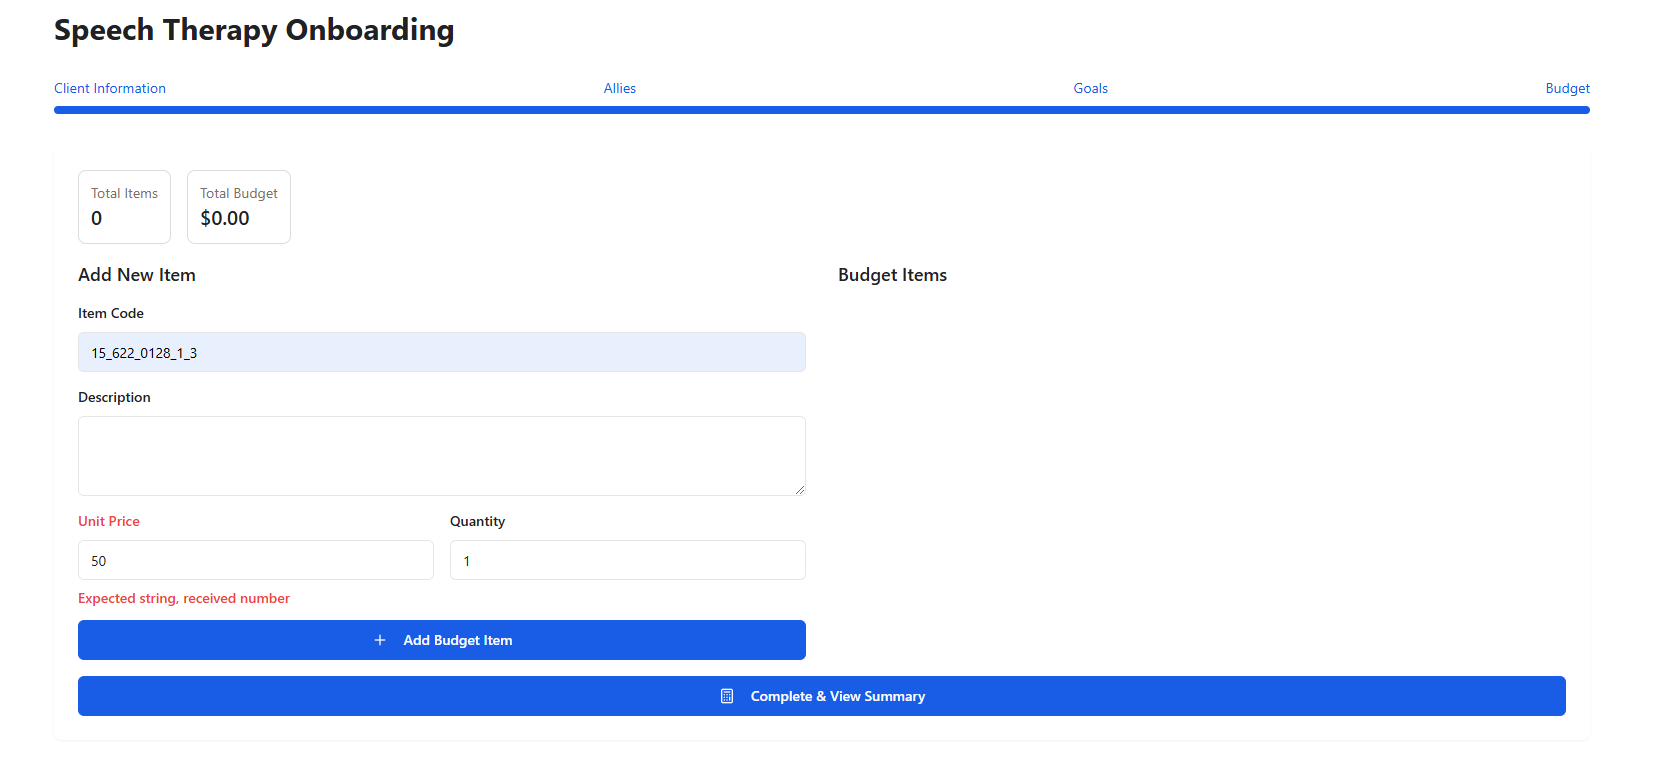 Speech Therapy Onboarding
Client Information
Allies
Goals
Budget
Total Items
0
Total Budget
$0.00
Add New Item
Item Code
15_622_0128_1_3
Description
Unit Price
50
Expected string, received number
Quantity
1
+ Add Budget Item
Budget Items
Complete & View Summary